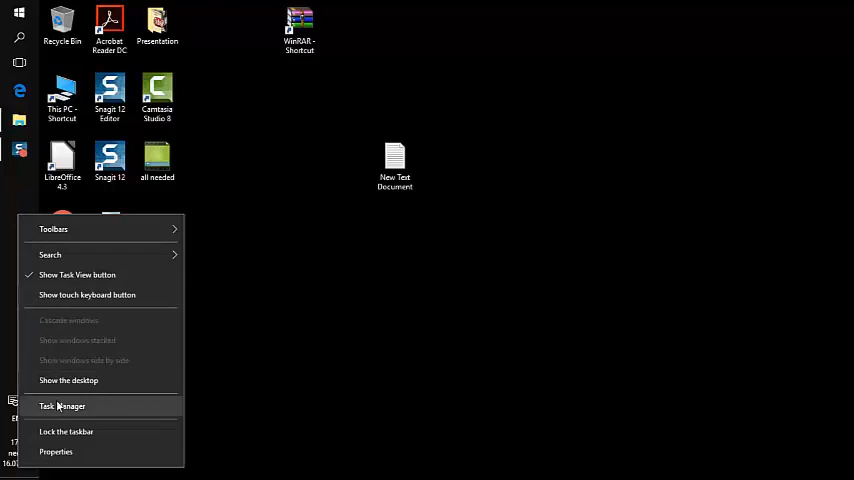 Recycle Bin
Acrobat
Reader DC
Presentation
WinRAR -
Shortcut
This PC -
Shortcut
Snagit 12
Editor
Camtasia
Studio 8
LibreOffice
4.3
Snagit 12
all needed
New Text
Document
Toolbars
Search
Show Task View button
Show touch keyboard button
Cascade windows
Show windows stacked
Show windows side by side
Show the desktop
Task Manager
Lock the taskbar
Properties